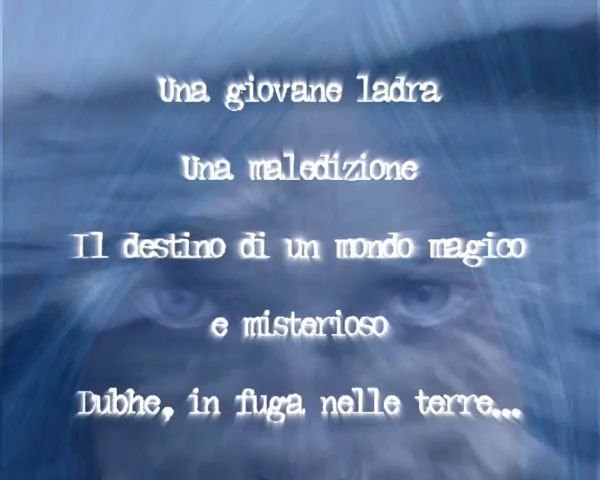 Una giovane ladra
Una maledizione
Il destino di un mondo magico
e misterioso
Dubhe, in fuga nelle terre...